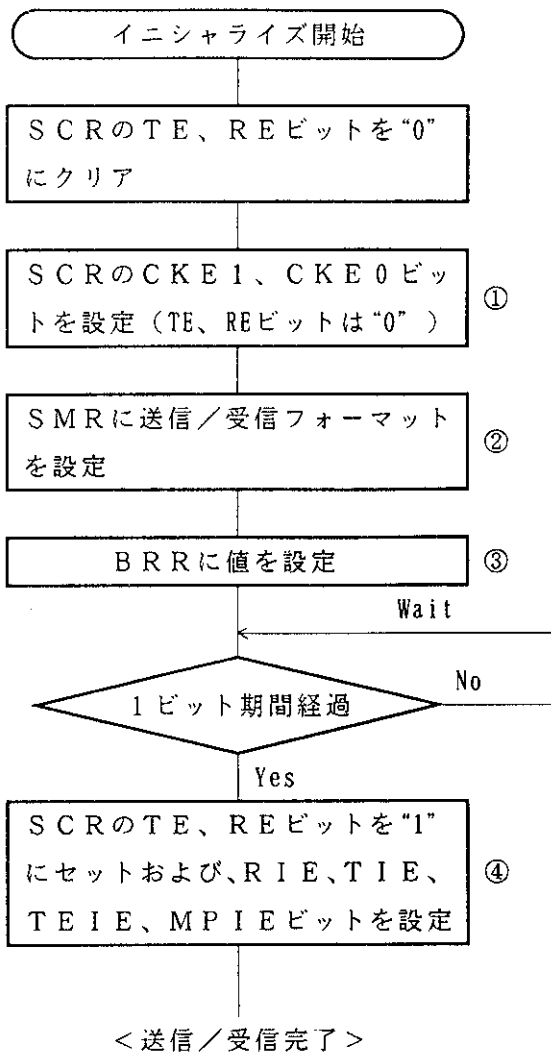 イニシャライズ開始
SCRのTE、REビットを“0”
にクリア
SCRのCKE1、CKE0ビッ
トを設定（TE、REビットは“0”）
①
SMRに送信／受信フォーマット
を設定
②
BRRに値を設定
③
Wait
1ビット期間経過
No
Yes
SCRのTE、REビットを“1”
にセットおよび、RIE、TIE、
TEIE、MPIEビットを設定
④
＜送信／受信完了＞